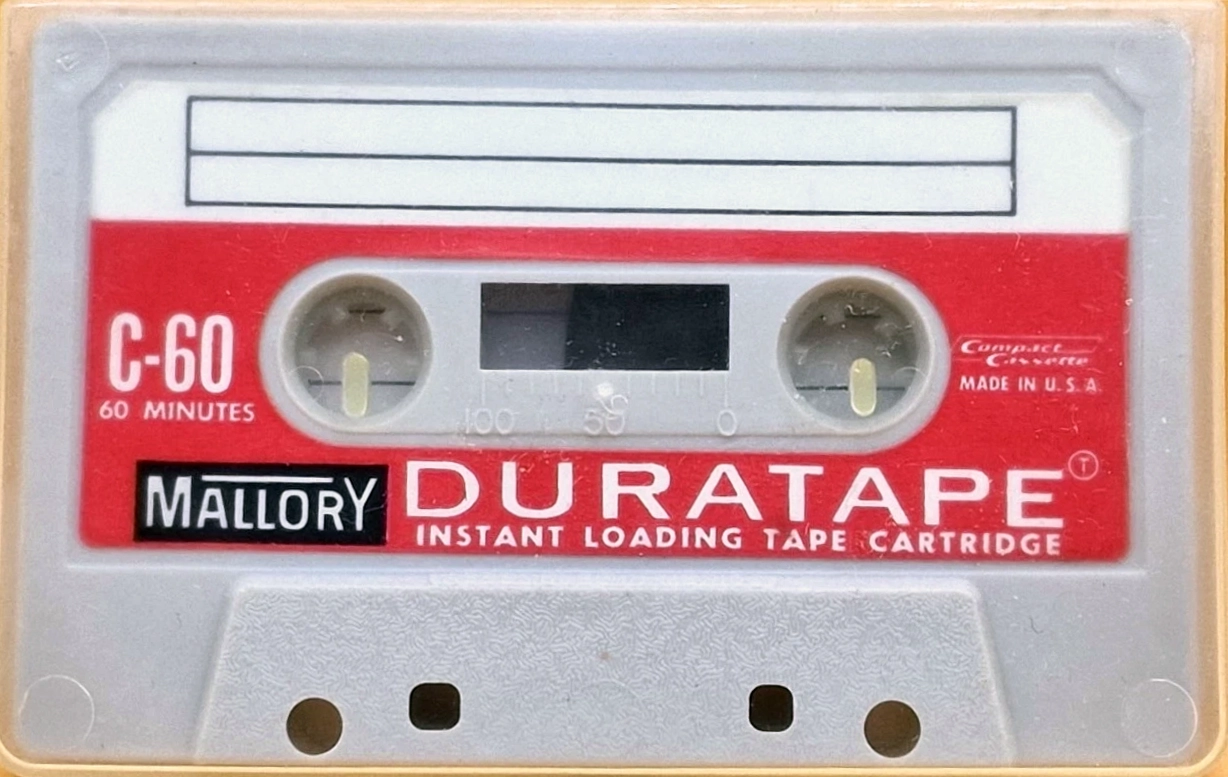 C-60
60 MINUTES
100 50 0
Compact
Cassette
MADE IN U.S.A.
MALLORY
DURATAPE Ⓣ
INSTANT LOADING TAPE CARTRIDGE